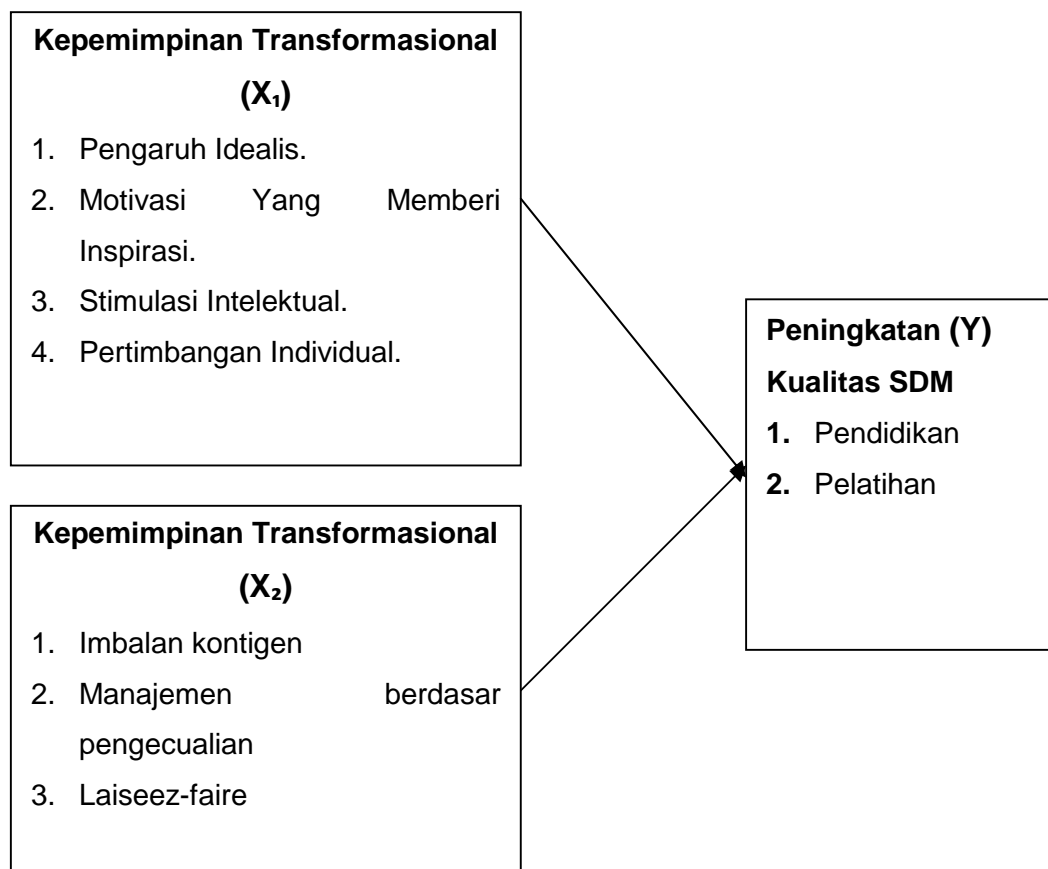 Kepemimpinan Transformasional
(X₁)
1. Pengaruh Idealis.
2. Motivasi Yang Memberi
Inspirasi.
3. Stimulasi Intelektual.
4. Pertimbangan Individual.
Peningkatan (Y)
Kualitas SDM
1. Pendidikan
2. Pelatihan
Kepemimpinan Transformasional
(X₂)
1. Imbalan kontigen
2. Manajemen berdasar
pengecualian
3. Laiseez-faire